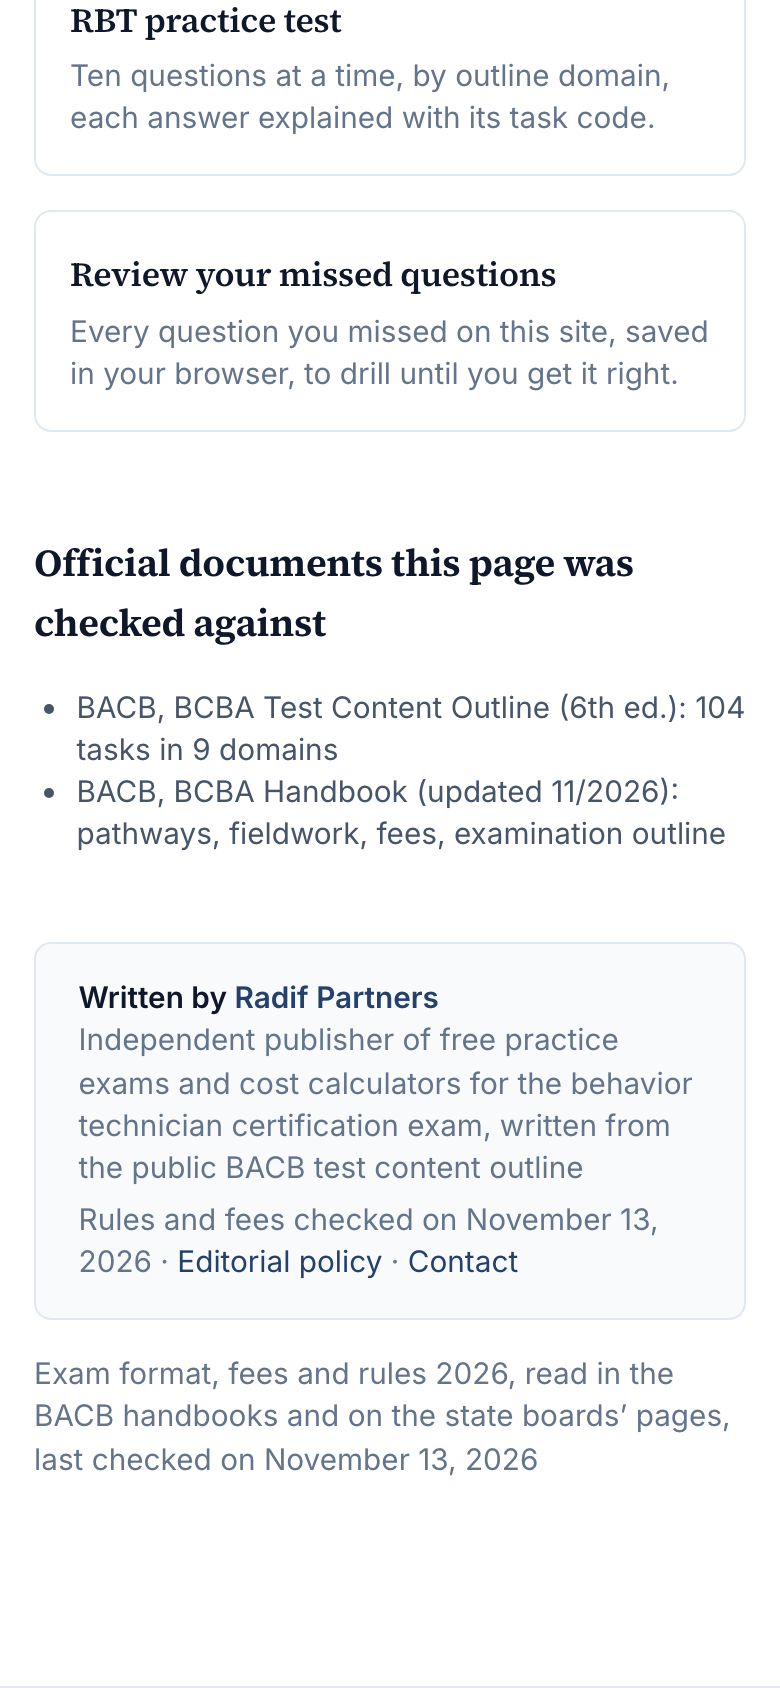 RBT practice test
Ten questions at a time, by outline domain,
each answer explained with its task code.
Review your missed questions
Every question you missed on this site, saved
in your browser, to drill until you get it right.
Official documents this page was
checked against
• BACB, BCBA Test Content Outline (6th ed.): 104
tasks in 9 domains
• BACB, BCBA Handbook (updated 11/2026):
pathways, fieldwork, fees, examination outline
Written by Radif Partners
Independent publisher of free practice
exams and cost calculators for the behavior
technician certification exam, written from
the public BACB test content outline
Rules and fees checked on November 13,
2026 · Editorial policy · Contact
Exam format, fees and rules 2026, read in the
BACB handbooks and on the state boards’ pages,
last checked on November 13, 2026